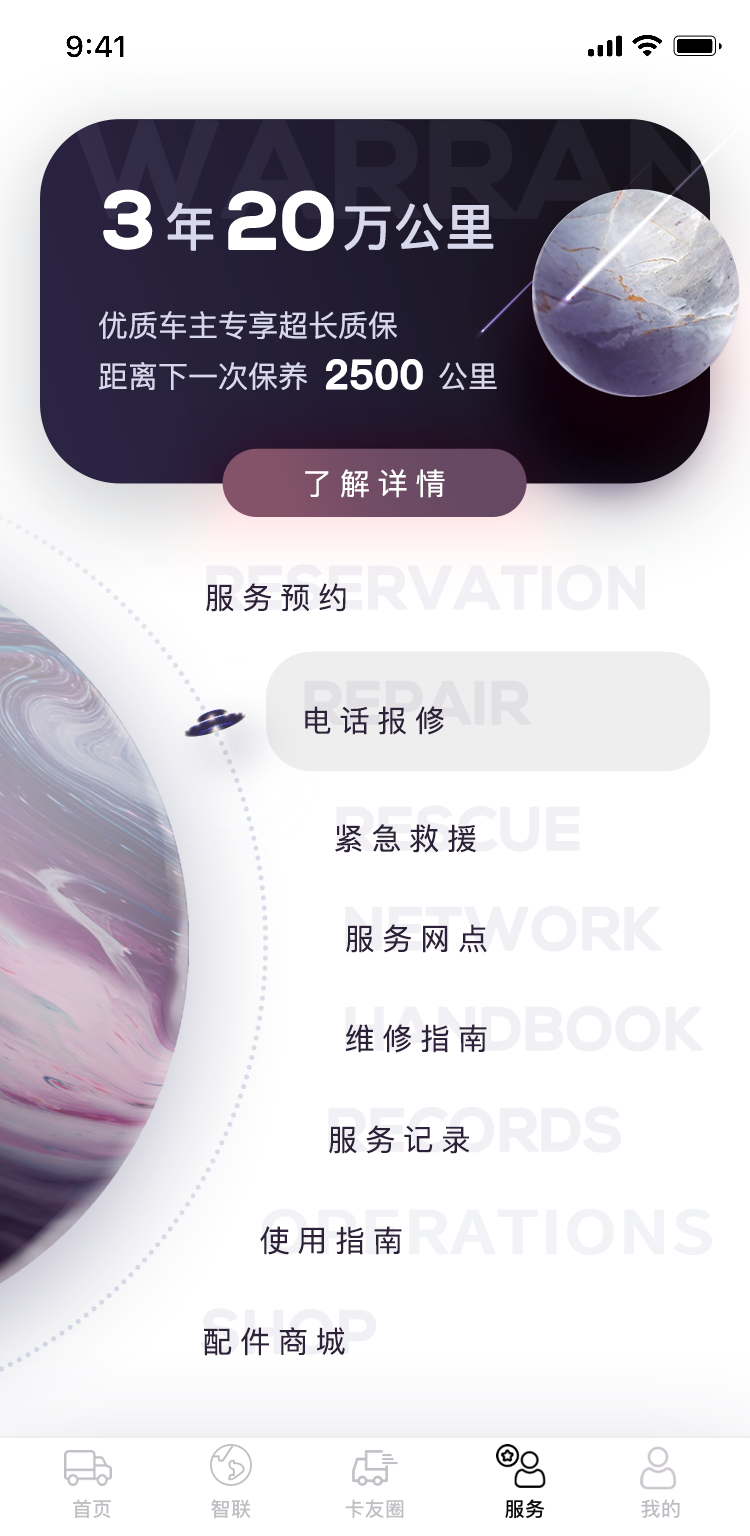 9:41
WARRAN
3年20万公里
优质车主专享超长质保
距离下一次保养 2500 公里
了解详情
RESERVATION
服务预约
REPAIR
电话报修
RESCUE
紧急救援
NETWORK
服务网点
HANDBOOK
维修指南
RECORDS
服务记录
OPERATIONS
使用指南
SHOP
配件商城
首页 智联 卡友圈 服务 我的